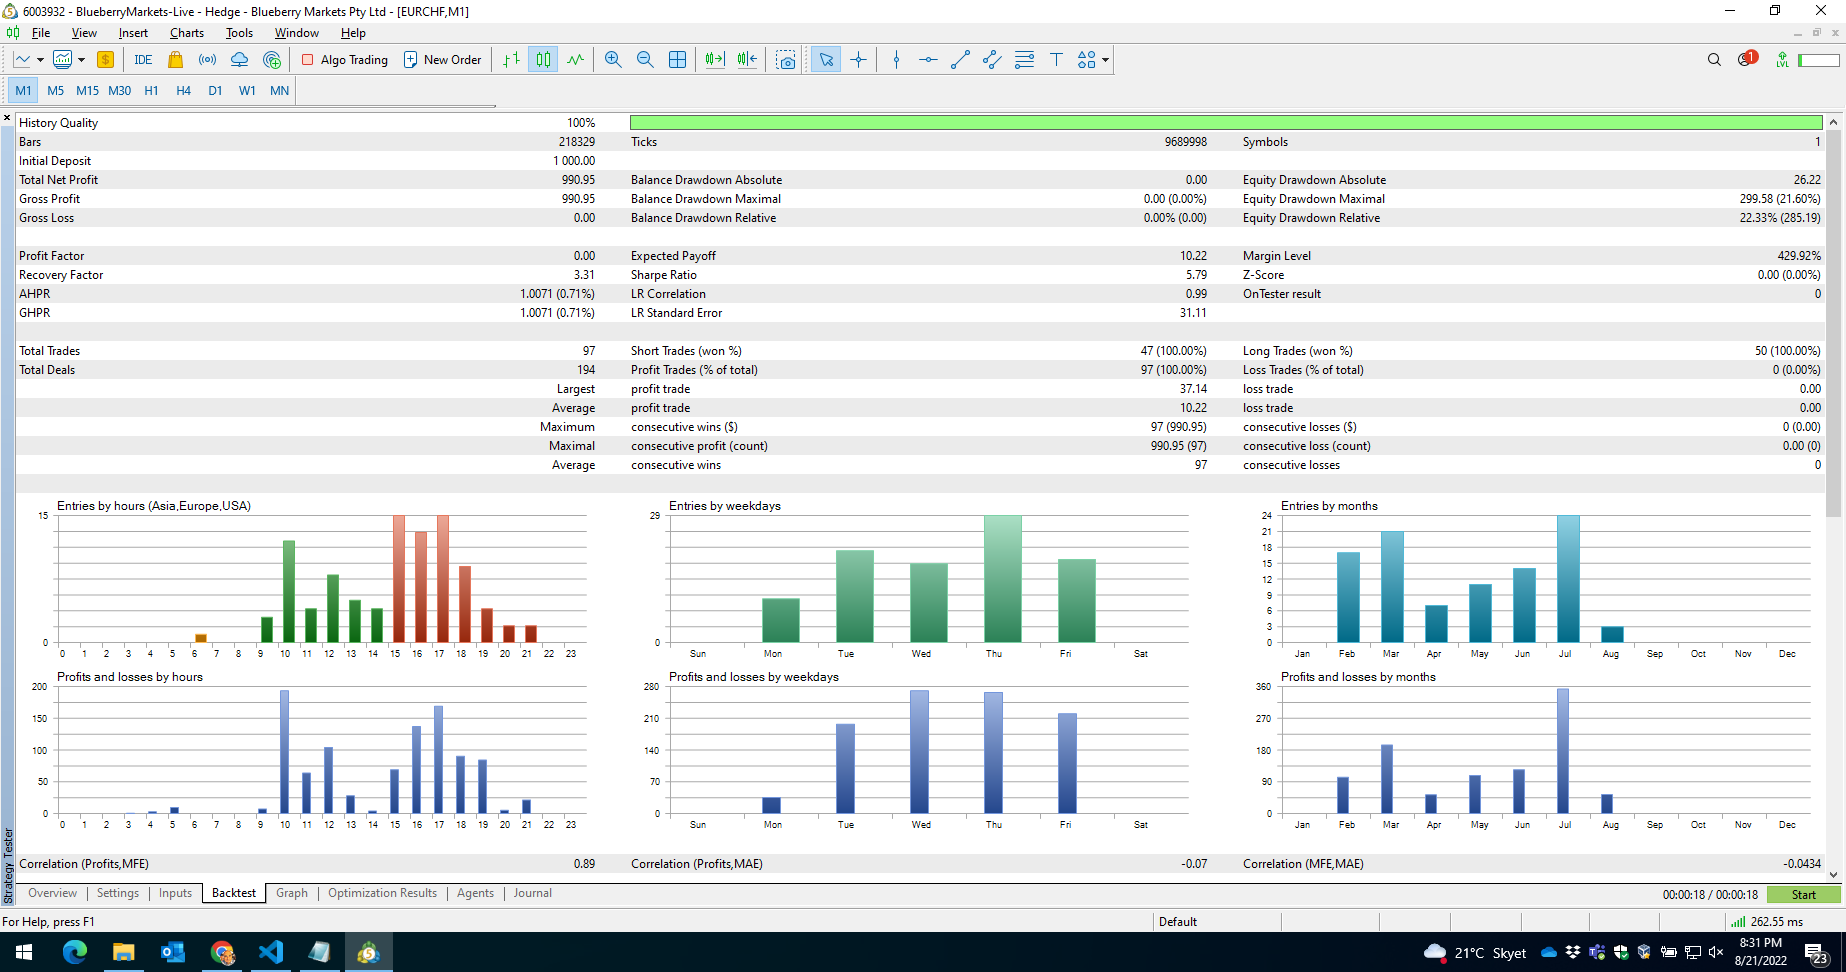 6003932 - BlueberryMarkets-Live - Hedge - Blueberry Markets Pty Ltd - [EURCHF,M1]
File View Insert Charts Tools Window Help
$ IDE Algo Trading New Order T 1 LVL
M1 M5 M15 M30 H1 H4 D1 W1 MN
History Quality 100%
Bars 218329 Ticks 9689998 Symbols 1
Initial Deposit 1 000.00
Total Net Profit 990.95 Balance Drawdown Absolute 0.00 Equity Drawdown Absolute 26.22
Gross Profit 990.95 Balance Drawdown Maximal 0.00 (0.00%) Equity Drawdown Maximal 299.58 (21.60%)
Gross Loss 0.00 Balance Drawdown Relative 0.00% (0.00) Equity Drawdown Relative 22.33% (285.19)
Profit Factor 0.00 Expected Payoff 10.22 Margin Level 429.92%
Recovery Factor 3.31 Sharpe Ratio 5.79 Z-Score 0.00 (0.00%)
AHPR 1.0071 (0.71%) LR Correlation 0.99 OnTester result 0
GHPR 1.0071 (0.71%) LR Standard Error 31.11
Total Trades 97 Short Trades (won %) 47 (100.00%) Long Trades (won %) 50 (100.00%)
Total Deals 194 Profit Trades (% of total) 97 (100.00%) Loss Trades (% of total) 0 (0.00%)
Largest profit trade 37.14 loss trade 0.00
Average profit trade 10.22 loss trade 0.00
Maximum consecutive wins ($) 97 (990.95) consecutive losses ($) 0 (0.00)
Maximal consecutive profit (count) 990.95 (97) consecutive loss (count) 0.00 (0)
Average consecutive wins 97 consecutive losses 0
Entries by hours (Asia,Europe,USA)
15
0
0 1 2 3 4 5 6 7 8 9 10 11 12 13 14 15 16 17 18 19 20 21 22 23
Entries by weekdays
29
0
Sun Mon Tue Wed Thu Fri Sat
Entries by months
24
21
18
15
12
9
6
3
0
Jan Feb Mar Apr May Jun Jul Aug Sep Oct Nov Dec
Profits and losses by hours
200
150
100
50
0
0 1 2 3 4 5 6 7 8 9 10 11 12 13 14 15 16 17 18 19 20 21 22 23
Profits and losses by weekdays
280
210
140
70
0
Sun Mon Tue Wed Thu Fri Sat
Profits and losses by months
360
270
180
90
0
Jan Feb Mar Apr May Jun Jul Aug Sep Oct Nov Dec
Correlation (Profits,MFE) 0.89 Correlation (Profits,MAE) -0.07 Correlation (MFE,MAE) -0.0434
Strategy Tester
Overview Settings Inputs Backtest Graph Optimization Results Agents Journal 00:00:18 / 00:00:18 Start
For Help, press F1 Default 262.55 ms
21°C Skyet 8:31 PM
8/21/2022 23